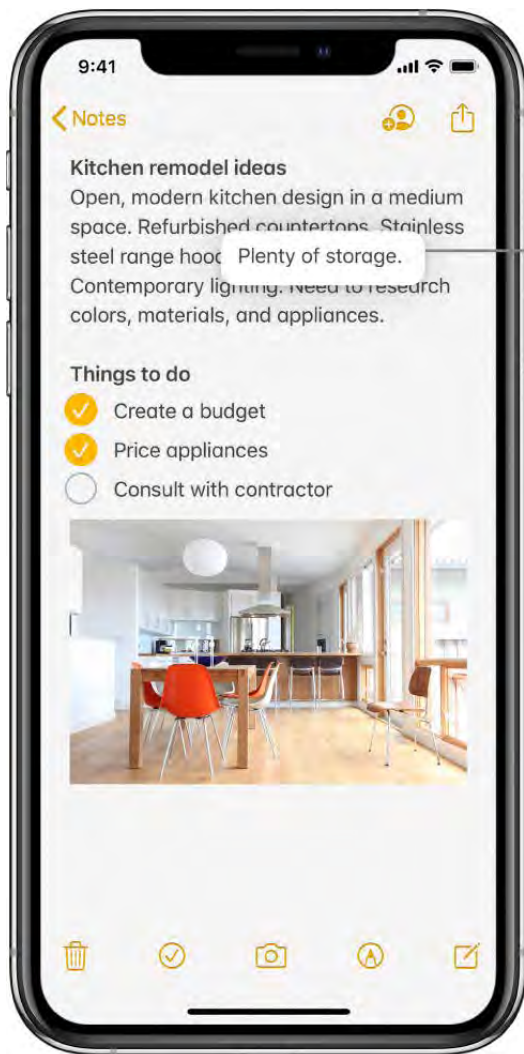 9:41
Notes
Kitchen remodel ideas
Open, modern kitchen design in a medium
space. Refurbished countertops. Stainless
steel range hood
Plenty of storage.
Contemporary lighting. Need to research
colors, materials, and appliances.
Things to do
Create a budget
Price appliances
Consult with contractor